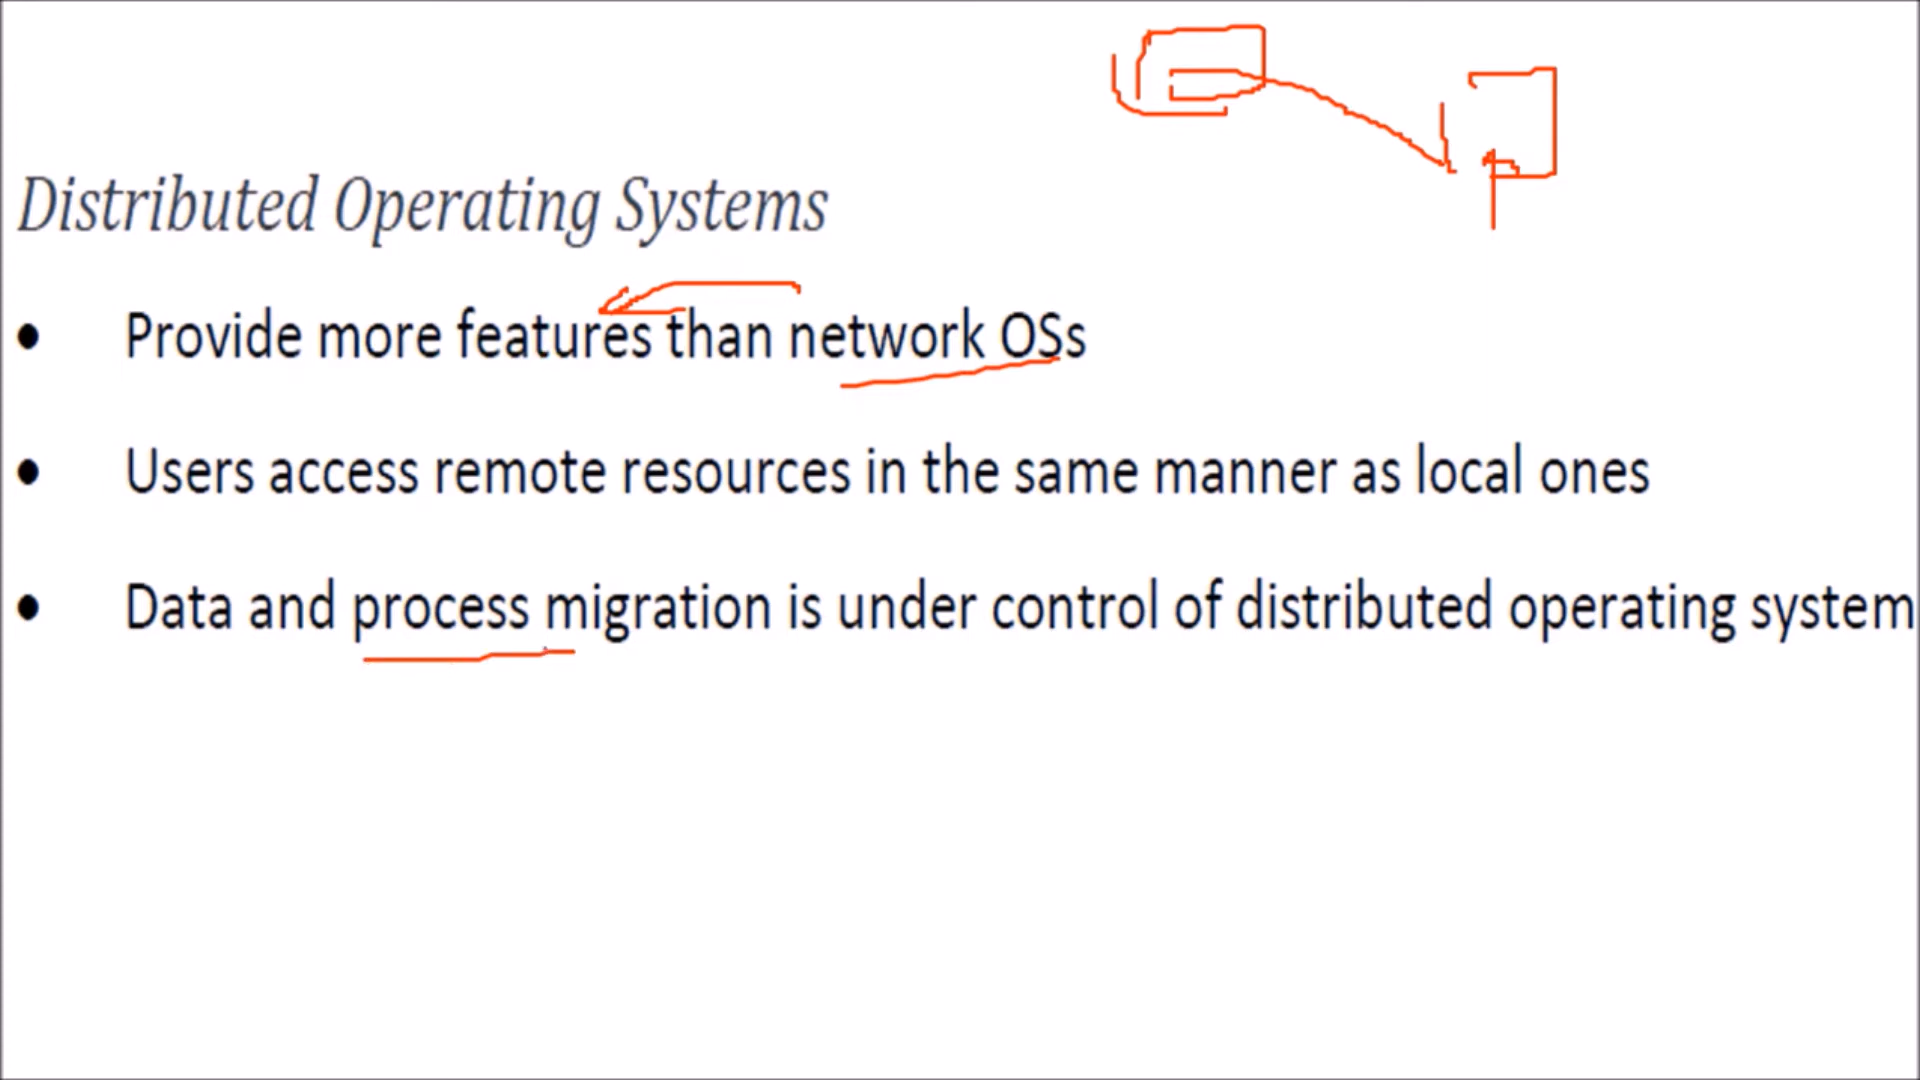 Distributed Operating Systems
• Provide more features than network OSs
• Users access remote resources in the same manner as local ones
• Data and process migration is under control of distributed operating system